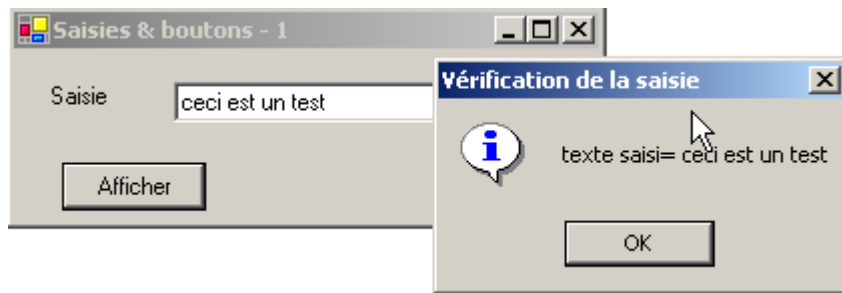 Saisies & boutons - 1
Saisie
ceci est un test
Afficher
Vérification de la saisie
texte saisi= ceci est un test
OK